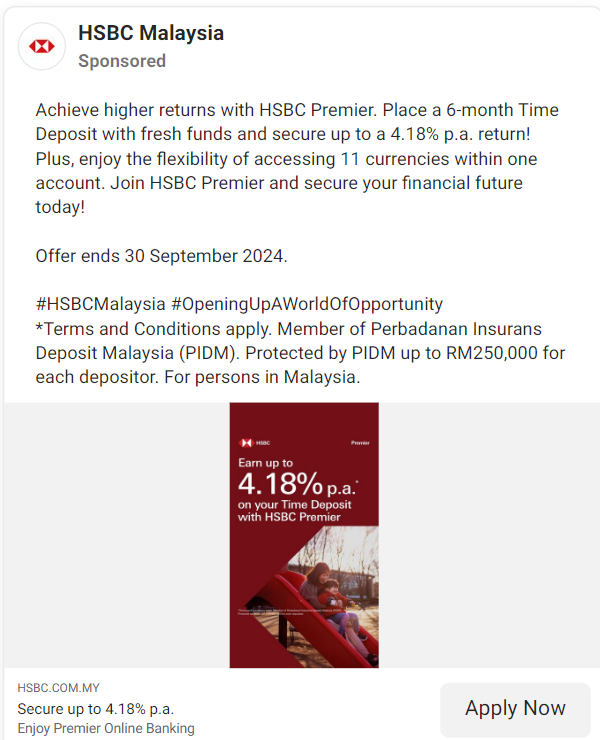 HSBC Malaysia
Sponsored
Achieve higher returns with HSBC Premier. Place a 6-month Time
Deposit with fresh funds and secure up to a 4.18% p.a. return!
Plus, enjoy the flexibility of accessing 11 currencies within one
account. Join HSBC Premier and secure your financial future
today!
Offer ends 30 September 2024.
#HSBCMalaysia #OpeningUpAWorldOfOpportunity
*Terms and Conditions apply. Member of Perbadanan Insurans
Deposit Malaysia (PIDM). Protected by PIDM up to RM250,000 for
each depositor. For persons in Malaysia.
HSBC Premier
Earn up to
4.18% p.a.*
on your Time Deposit
with HSBC Premier
HSBC.COM.MY
Secure up to 4.18% p.a.
Enjoy Premier Online Banking
Apply Now